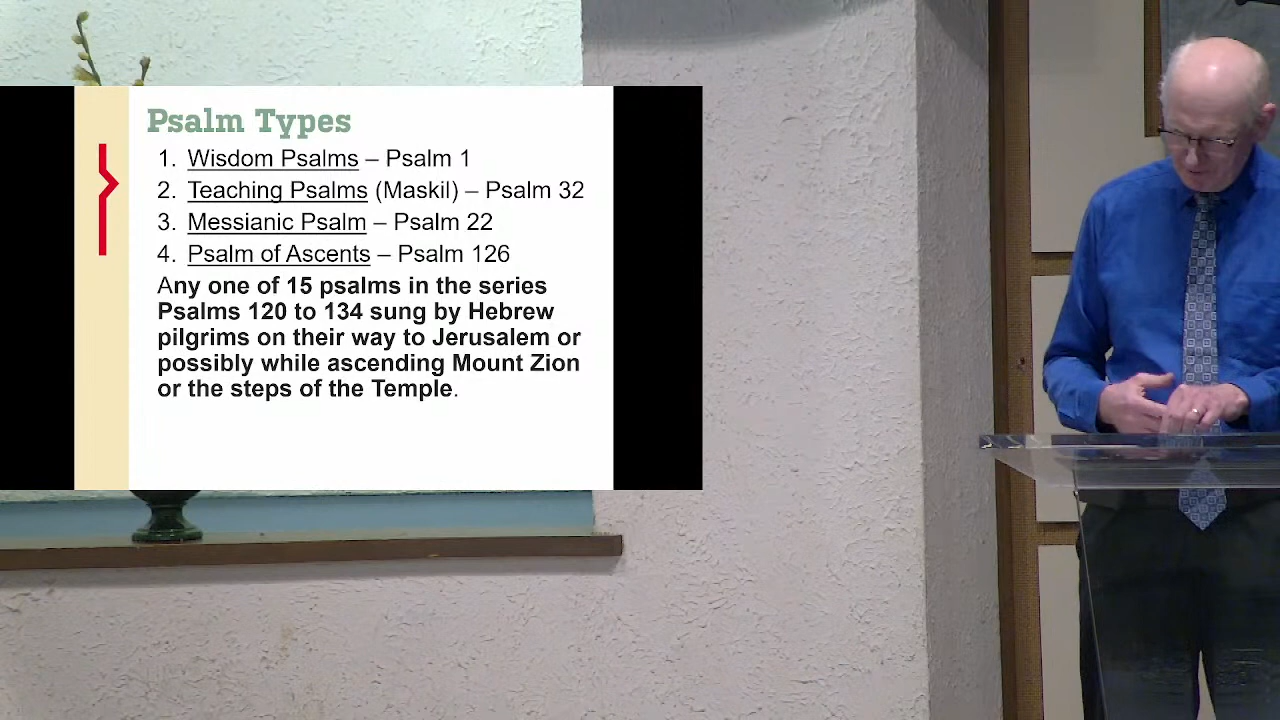 Psalm Types
1. Wisdom Psalms – Psalm 1
2. Teaching Psalms (Maskil) – Psalm 32
3. Messianic Psalm – Psalm 22
4. Psalm of Ascents – Psalm 126
Any one of 15 psalms in the series
Psalms 120 to 134 sung by Hebrew
pilgrims on their way to Jerusalem or
possibly while ascending Mount Zion
or the steps of the Temple.